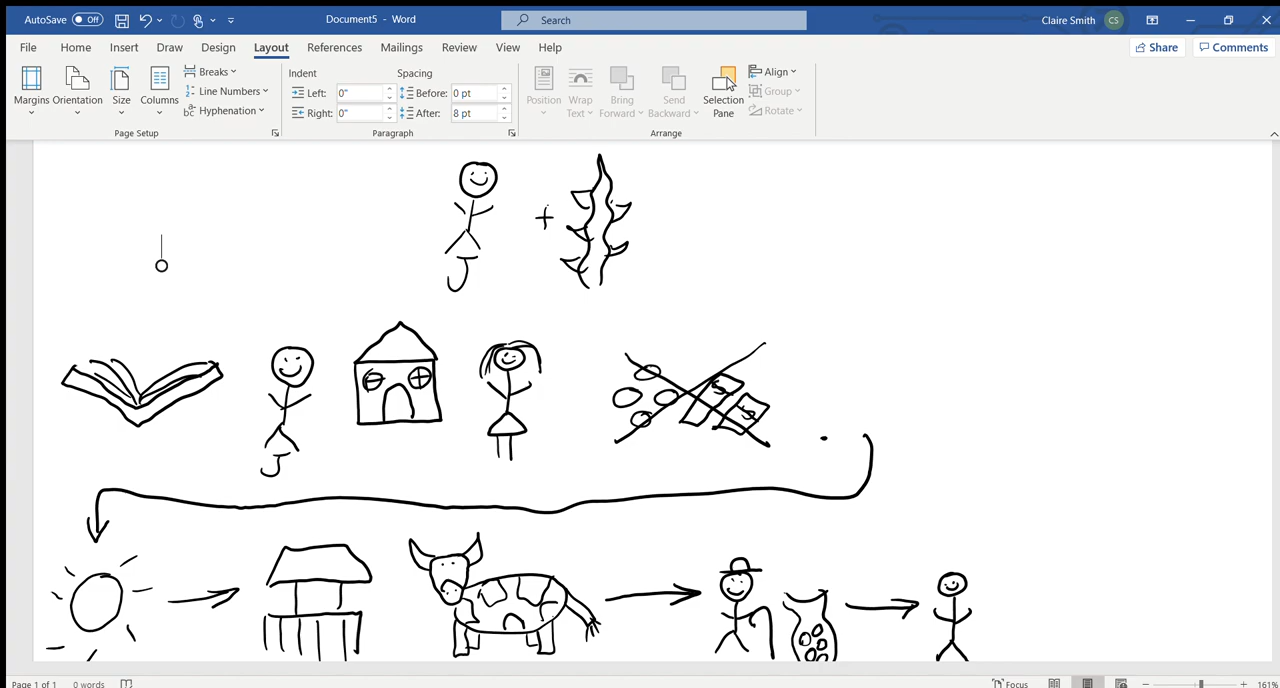 AutoSave Off Document5 - Word Search Claire Smith CS
File Home Insert Draw Design Layout References Mailings Review View Help Share Comments
Margins Orientation Size Columns Breaks Line Numbers Hyphenation
Page Setup
Indent Spacing
Left: 0" Before: 0 pt
Right: 0" After: 8 pt
Paragraph
Position Wrap Text Bring Forward Send Backward Selection Pane Align Group Rotate
Arrange
J +
J $ $
Page 1 of 1 0 words Focus 161%